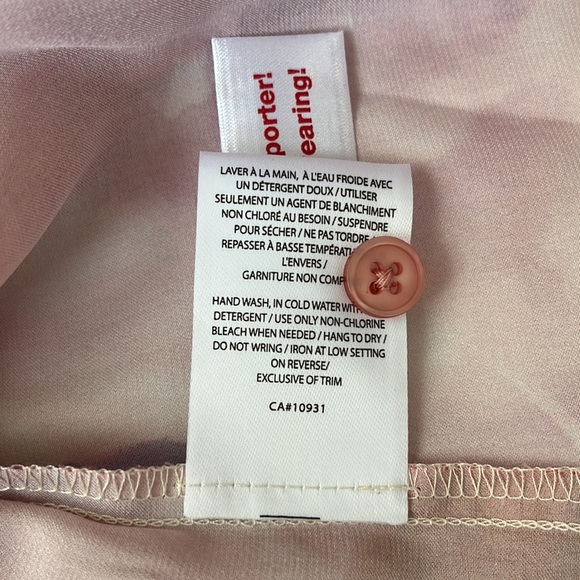 porter!
earing!
LAVER À LA MAIN, À L'EAU FROIDE AVEC
UN DÉTERGENT DOUX / UTILISER
SEULEMENT UN AGENT DE BLANCHIMENT
NON CHLORÉ AU BESOIN / SUSPENDRE
POUR SÉCHER / NE PAS TORDRE /
REPASSER À BASSE TEMPÉRATU
L'ENVERS /
GARNITURE NON COMP
HAND WASH, IN COLD WATER WITH
DETERGENT / USE ONLY NON-CHLORINE
BLEACH WHEN NEEDED / HANG TO DRY /
DO NOT WRING / IRON AT LOW SETTING
ON REVERSE/
EXCLUSIVE OF TRIM
CA#10931